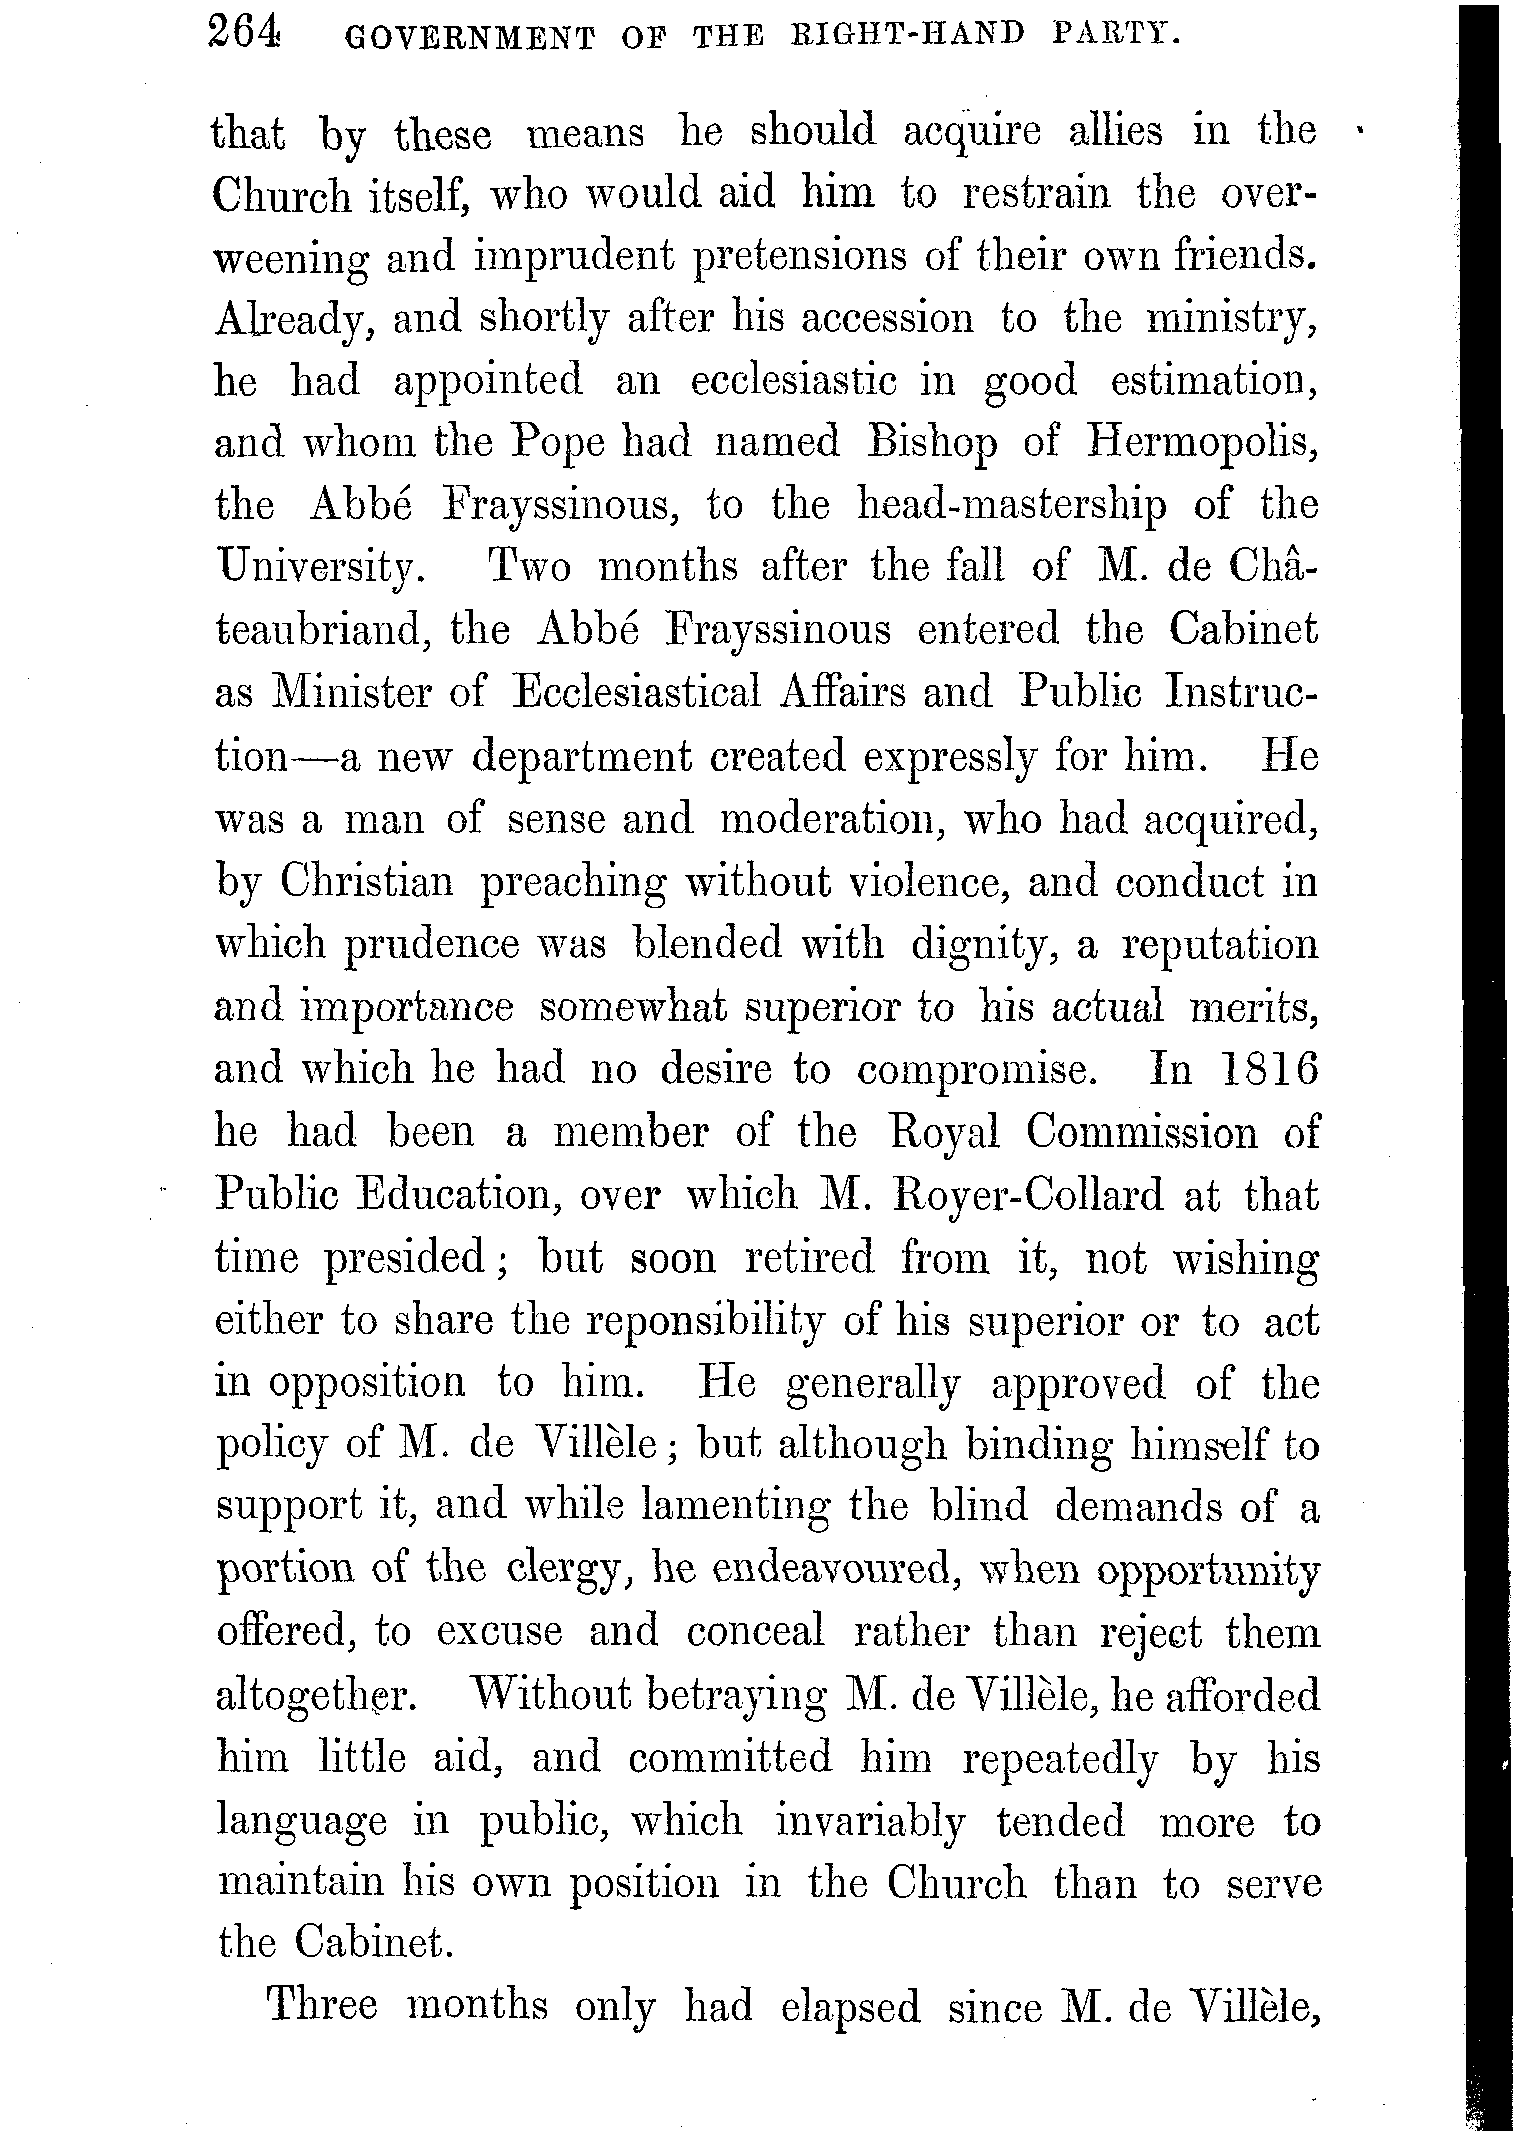 264 GOVERNMENT OF THE RIGHT-HAND PARTY.
that by these means he should acquire allies in the
Church itself, who would aid him to restrain the over-
weening and imprudent pretensions of their own friends.
Already, and shortly after his accession to the ministry,
he had appointed an ecclesiastic in good estimation,
and whom the Pope had named Bishop of Hermopolis,
the Abbé Frayssinous, to the head-mastership of the
University. Two months after the fall of M. de Châ-
teaubriand, the Abbé Frayssinous entered the Cabinet
as Minister of Ecclesiastical Affairs and Public Instruc-
tion—a new department created expressly for him. He
was a man of sense and moderation, who had acquired,
by Christian preaching without violence, and conduct in
which prudence was blended with dignity, a reputation
and importance somewhat superior to his actual merits,
and which he had no desire to compromise. In 1816
he had been a member of the Royal Commission of
Public Education, over which M. Royer-Collard at that
time presided; but soon retired from it, not wishing
either to share the reponsibility of his superior or to act
in opposition to him. He generally approved of the
policy of M. de Villèle; but although binding himself to
support it, and while lamenting the blind demands of a
portion of the clergy, he endeavoured, when opportunity
offered, to excuse and conceal rather than reject them
altogether. Without betraying M. de Villèle, he afforded
him little aid, and committed him repeatedly by his
language in public, which invariably tended more to
maintain his own position in the Church than to serve
the Cabinet.
Three months only had elapsed since M. de Villèle,